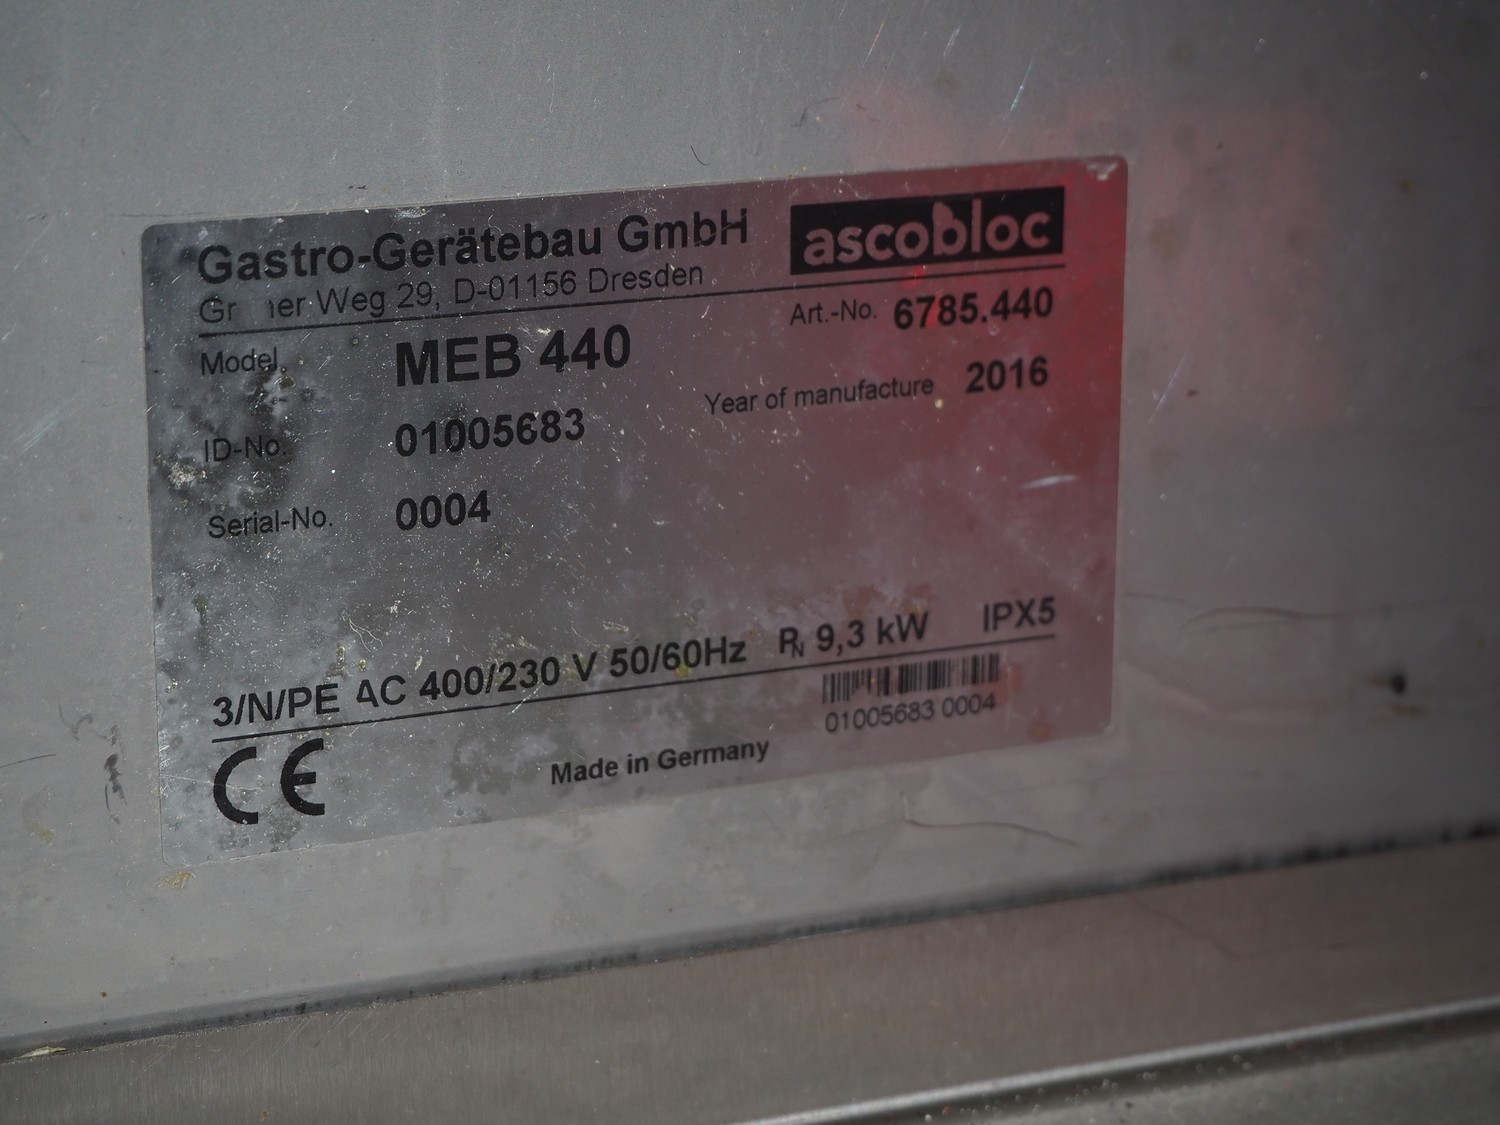 Gastro-Gerätebau GmbH
ascobloc
Weg 29, D-01156 Dresden
Art.-No. 6785.440
Model. MEB 440
Year of manufacture 2016
ID-No. 01005683
Serial-No. 0004
3/N/PE AC 400/230 V 50/60Hz PN 9,3 kW IPX5
01005683 0004
CE
Made in Germany